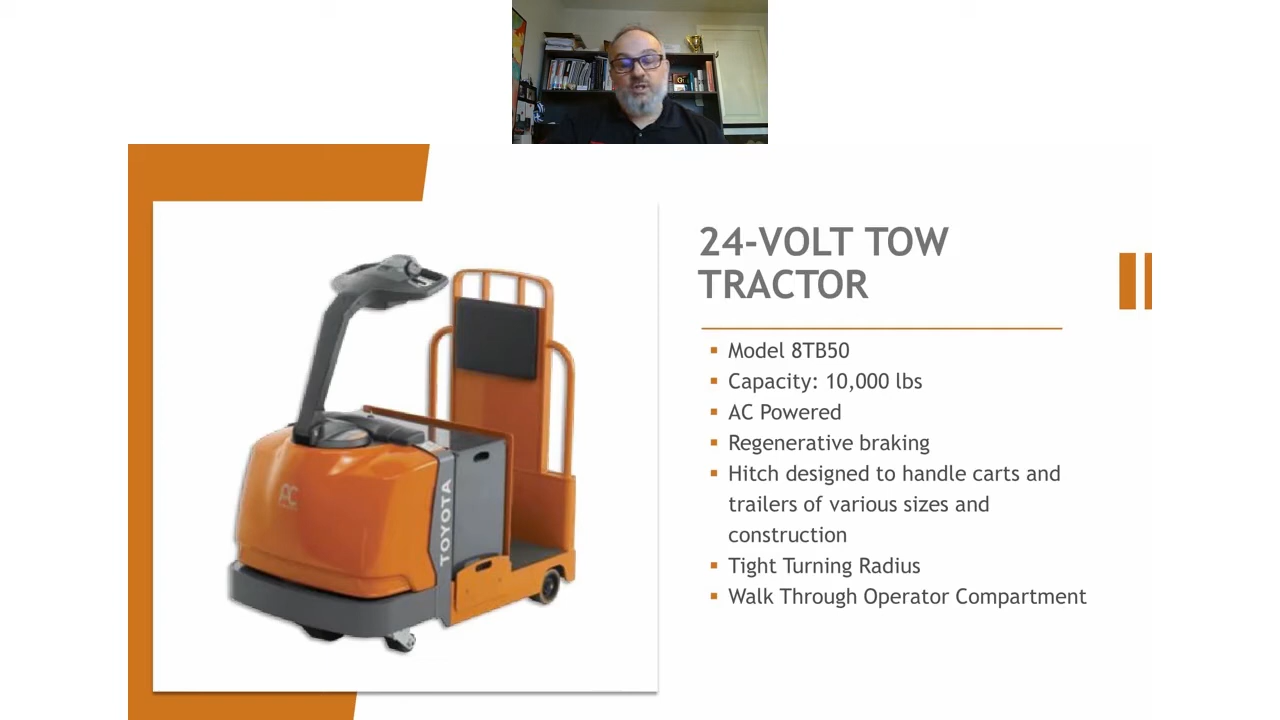 24-VOLT TOW
TRACTOR
Model 8TB50
Capacity: 10,000 lbs
AC Powered
Regenerative braking
Hitch designed to handle carts and
trailers of various sizes and
construction
Tight Turning Radius
Walk Through Operator Compartment
AC
TOYOTA